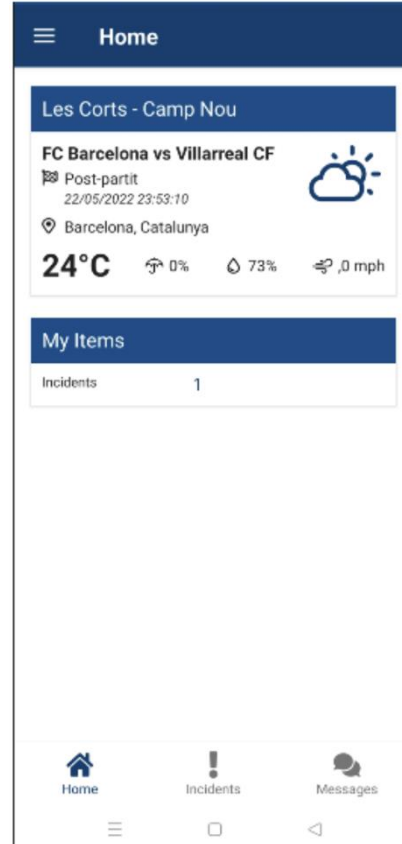 Home
Les Corts - Camp Nou
FC Barcelona vs Villarreal CF
Post-partit
22/05/2022 23:53:10
Barcelona, Catalunya
24°C 0% 73% ,0 mph
My Items
Incidents 1
Home Incidents Messages